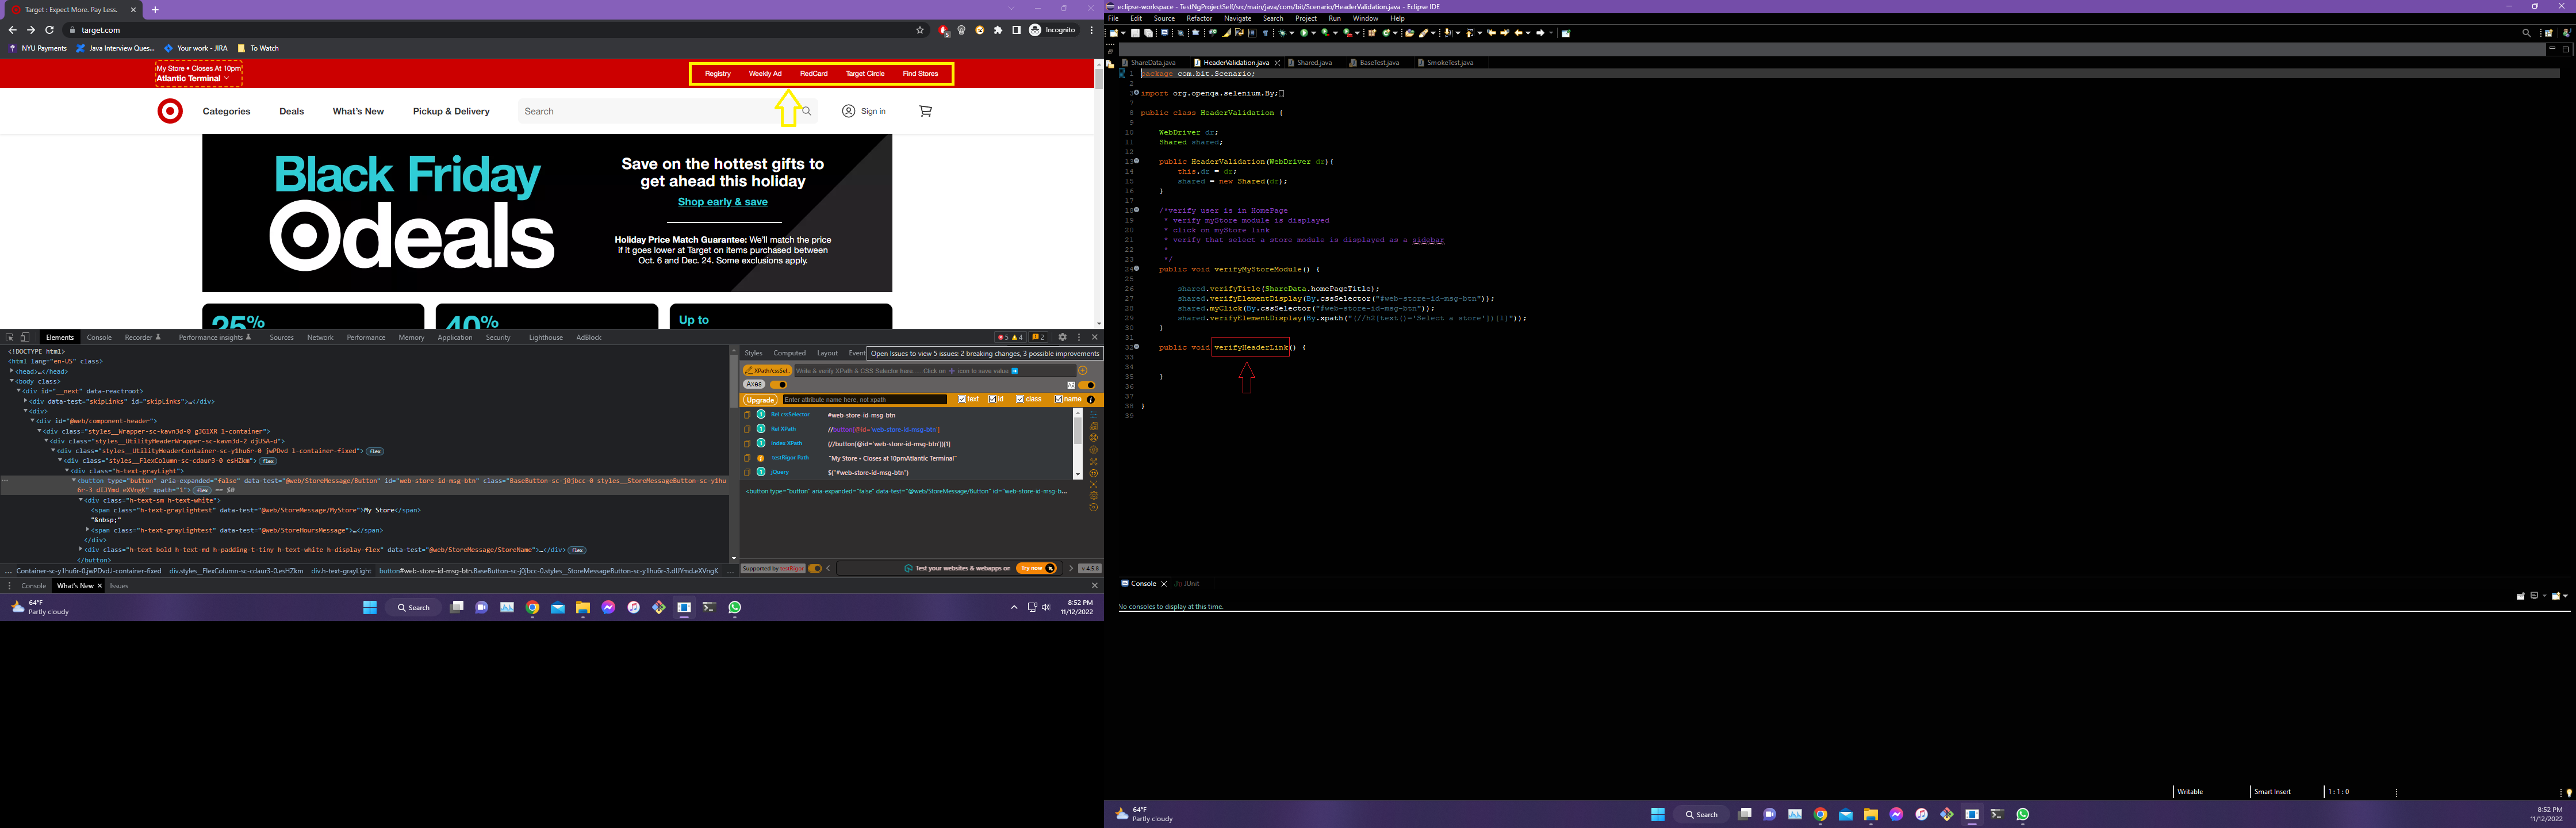 Target : Expect More. Pay Less.
target.com
Incognito
NYU Payments
Java Interview Ques...
Your work - JIRA
To Watch
My Store • Closes At 10pm
Atlantic Terminal
Registry
Weekly Ad
RedCard
Target Circle
Find Stores
Categories
Deals
What's New
Pickup & Delivery
Search
Sign in
Black Friday
deals
Save on the hottest gifts to
get ahead this holiday
Shop early & save
Holiday Price Match Guarantee: We'll match the price
if it goes lower at Target on items purchased between
Oct. 6 and Dec. 24. Some exclusions apply.
25%
40%
Up to
Elements
Console
Recorder
Performance insights
Sources
Network
Performance
Memory
Application
Security
Lighthouse
AdBlock
5
4
2
<!DOCTYPE html>
<html lang="en-US" class>
<head>…</head>
<body class>
<div id="__next" data-reactroot>
<div data-test="skipLinks" id="skipLinks">…</div>
<div>
<div id="@web/component-header">
<div class="styles__Wrapper-sc-kavn3d-0 gJGlXR l-container">
<div class="styles__UtilityHeaderWrapper-sc-kavn3d-2 djUSA-d">
<div class="styles__UtilityHeaderContainer-sc-y1hu6r-0 jwPDvd l-container-fixed"> flex
<div class="styles__FlexColumn-sc-cdaur3-0 esHZkm"> flex
<div class="h-text-grayLight">
<button type="button" aria-expanded="false" data-test="@web/StoreMessage/Button" id="web-store-id-msg-btn" class="BaseButton-sc-j0jbcc-0 styles__StoreMessageButton-sc-y1hu
6r-3 dIJYmd eXVngK" xpath="1"> flex == $0
<div class="h-text-sm h-text-white">
<span class="h-text-grayLightest" data-test="@web/StoreMessage/MyStore">My Store</span>
"&nbsp;"
<span class="h-text-grayLightest" data-test="@web/StoreHoursMessage">…</span>
</div>
<div class="h-text-bold h-text-md h-padding-t-tiny h-text-white h-display-flex" data-test="@web/StoreMessage/StoreName">…</div> flex
</button>
... Container-sc-y1hu6r-0.jwPDvd.l-container-fixed
div.styles__FlexColumn-sc-cdaur3-0.esHZkm
div.h-text-grayLight
button#web-store-id-msg-btn.BaseButton-sc-j0jbcc-0.styles__StoreMessageButton-sc-y1hu6r-3.dIJYmd.eXVngK
...
Styles
Computed
Layout
Event
Open Issues to view 5 issues: 2 breaking changes, 3 possible improvements
XPath/cssSel..
Write & verify XPath & CSS Selector here .....Click on + icon to save value
Axes
Upgrade
Enter attribute name here, not xpath
text
id
class
name
1 Rel cssSelector #web-store-id-msg-btn
1 Rel XPath //button[@id='web-store-id-msg-btn']
1 Index XPath (//button[@id='web-store-id-msg-btn'])[1]
testRigor Path "My Store • Closes at 10pmAtlantic Terminal"
1 jQuery $("#web-store-id-msg-btn")
<button type="button" aria-expanded="false" data-test="@web/StoreMessage/Button" id="web-store-id-msg-b...
Supported by testRigor
Test your websites & webapps on
Try now
v 4.5.8
Console
What's New
Issues
64°F
Partly cloudy
Search
8:52 PM
11/12/2022
eclipse-workspace - TestNgProjectSelf/src/main/java/com/bit/Scenario/HeaderValidation.java - Eclipse IDE
File
Edit
Source
Refactor
Navigate
Search
Project
Run
Window
Help
ShareData.java
HeaderValidation.java
Shared.java
BaseTest.java
SmokeTest.java
1 package com.bit.Scenario;
2
3 import org.openqa.selenium.By;
7
8 public class HeaderValidation {
9
10 WebDriver dr;
11 Shared shared;
12
13 public HeaderValidation(WebDriver dr){
14 this.dr = dr;
15 shared = new Shared(dr);
16 }
17
18 /*verify user is in HomePage
19 * verify myStore module is displayed
20 * click on myStore link
21 * verify that select a store module is displayed as a sidebar
22 *
23 */
24 public void verifyMyStoreModule() {
25
26 shared.verifyTitle(ShareData.homePageTitle);
27 shared.verifyElementDisplay(By.cssSelector("#web-store-id-msg-btn"));
28 shared.myClick(By.cssSelector("#web-store-id-msg-btn"));
29 shared.verifyElementDisplay(By.xpath("(//h2[text()='Select a store'])[1]"));
30 }
31
32 public void verifyHeaderLink() {
33
34
35 }
36
37
38 }
39
Console
JUnit
No consoles to display at this time.
Writable
Smart Insert
1 : 1 : 0
64°F
Partly cloudy
Search
8:52 PM
11/12/2022